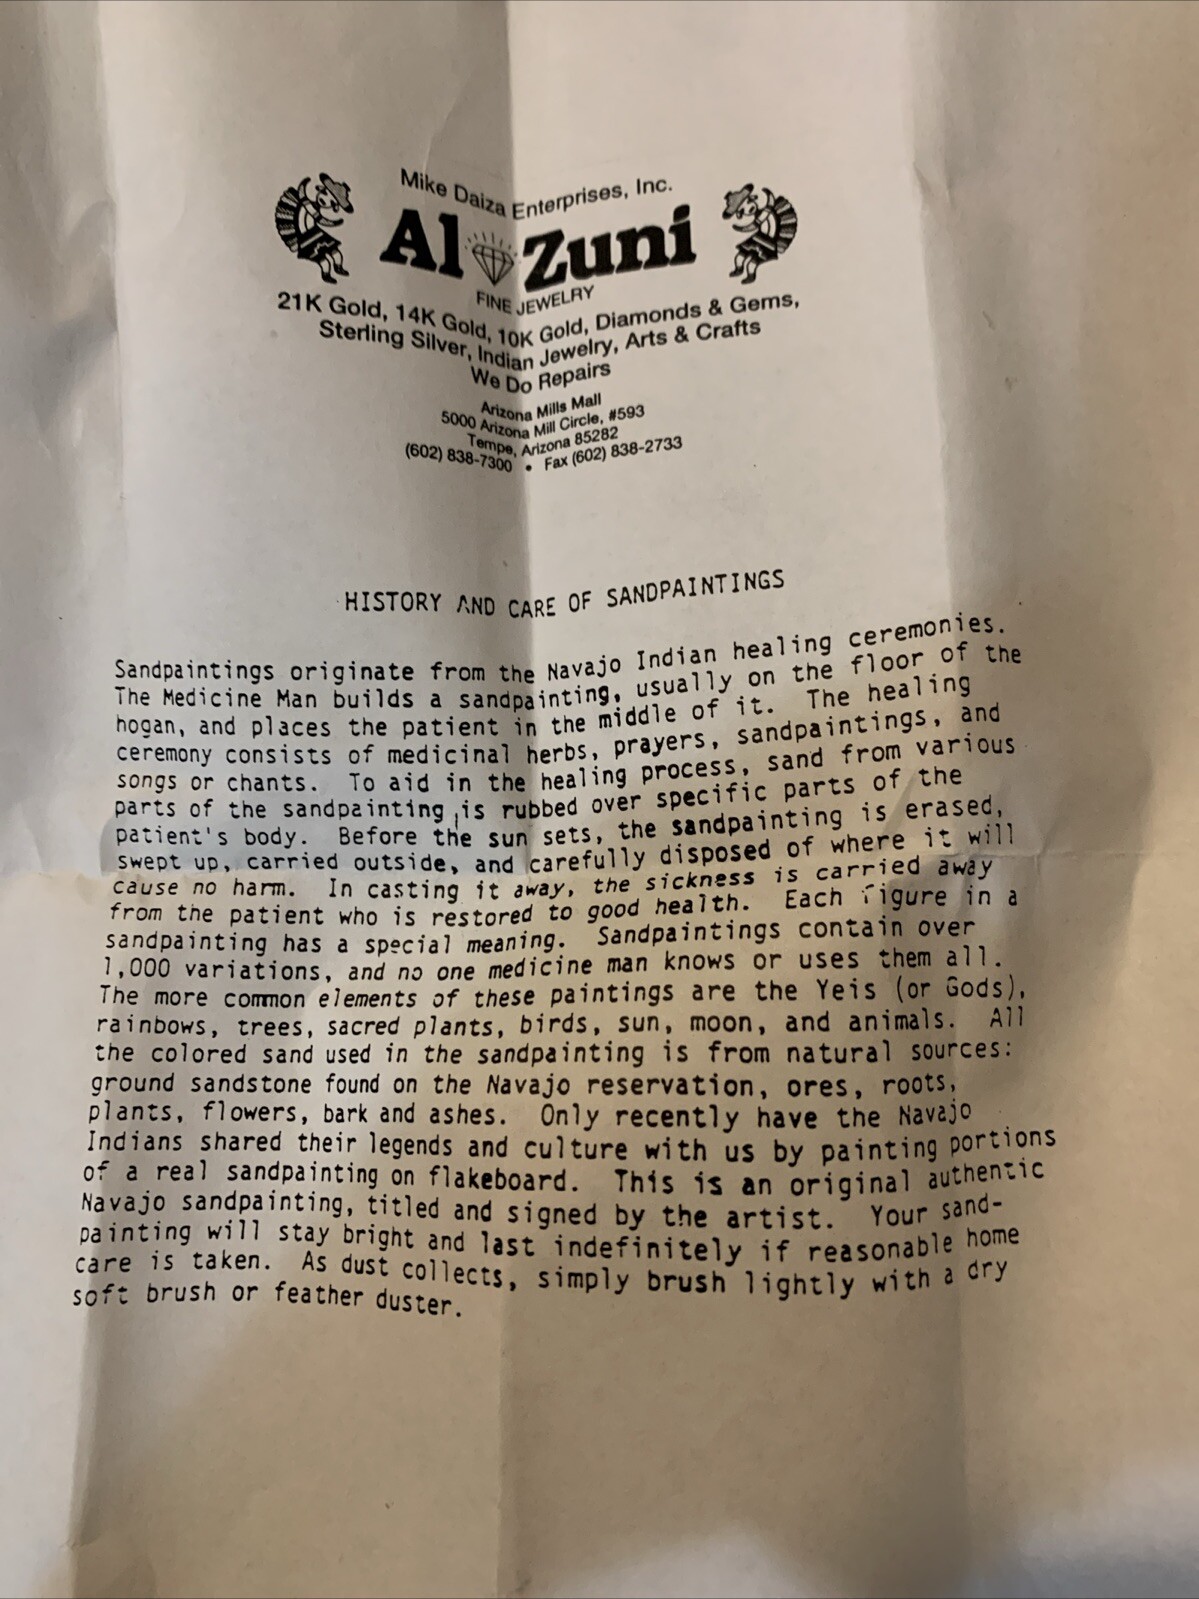 Mike Daiza Enterprises, Inc.
Al Zuni
FINE JEWELRY
21K Gold, 14K Gold, 10K Gold, Diamonds & Gems,
Sterling Silver, Indian Jewelry, Arts & Crafts
We Do Repairs
Arizona Mills Mall
5000 Arizona Mill Circle, #593
Tempe, Arizona 85282
(602) 838-7300 • Fax (602) 838-2733
HISTORY AND CARE OF SANDPAINTINGS
Sandpaintings originate from the Navajo Indian healing ceremonies.
The Medicine Man builds a sandpainting, usually on the floor of the
hogan, and places the patient in the middle of it. The healing
ceremony consists of medicinal herbs, prayers, sandpaintings, and
songs or chants. To aid in the healing process, sand from various
parts of the sandpainting is rubbed over specific parts of the
patient's body. Before the sun sets, the sandpainting is erased,
swept up, carried outside, and carefully disposed of where it will
cause no harm. In casting it away, the sickness is carried away
from the patient who is restored to good health. Each figure in a
sandpainting has a special meaning. Sandpaintings contain over
1,000 variations, and no one medicine man knows or uses them all.
The more common elements of these paintings are the Yeis (or Gods),
rainbows, trees, sacred plants, birds, sun, moon, and animals. All
the colored sand used in the sandpainting is from natural sources:
ground sandstone found on the Navajo reservation, ores, roots,
plants, flowers, bark and ashes. Only recently have the Navajo
Indians shared their legends and culture with us by painting portions
of a real sandpainting on flakeboard. This is an original authentic
Navajo sandpainting, titled and signed by the artist. Your sand-
painting will stay bright and last indefinitely if reasonable home
care is taken. As dust collects, simply brush lightly with a dry
soft brush or feather duster.